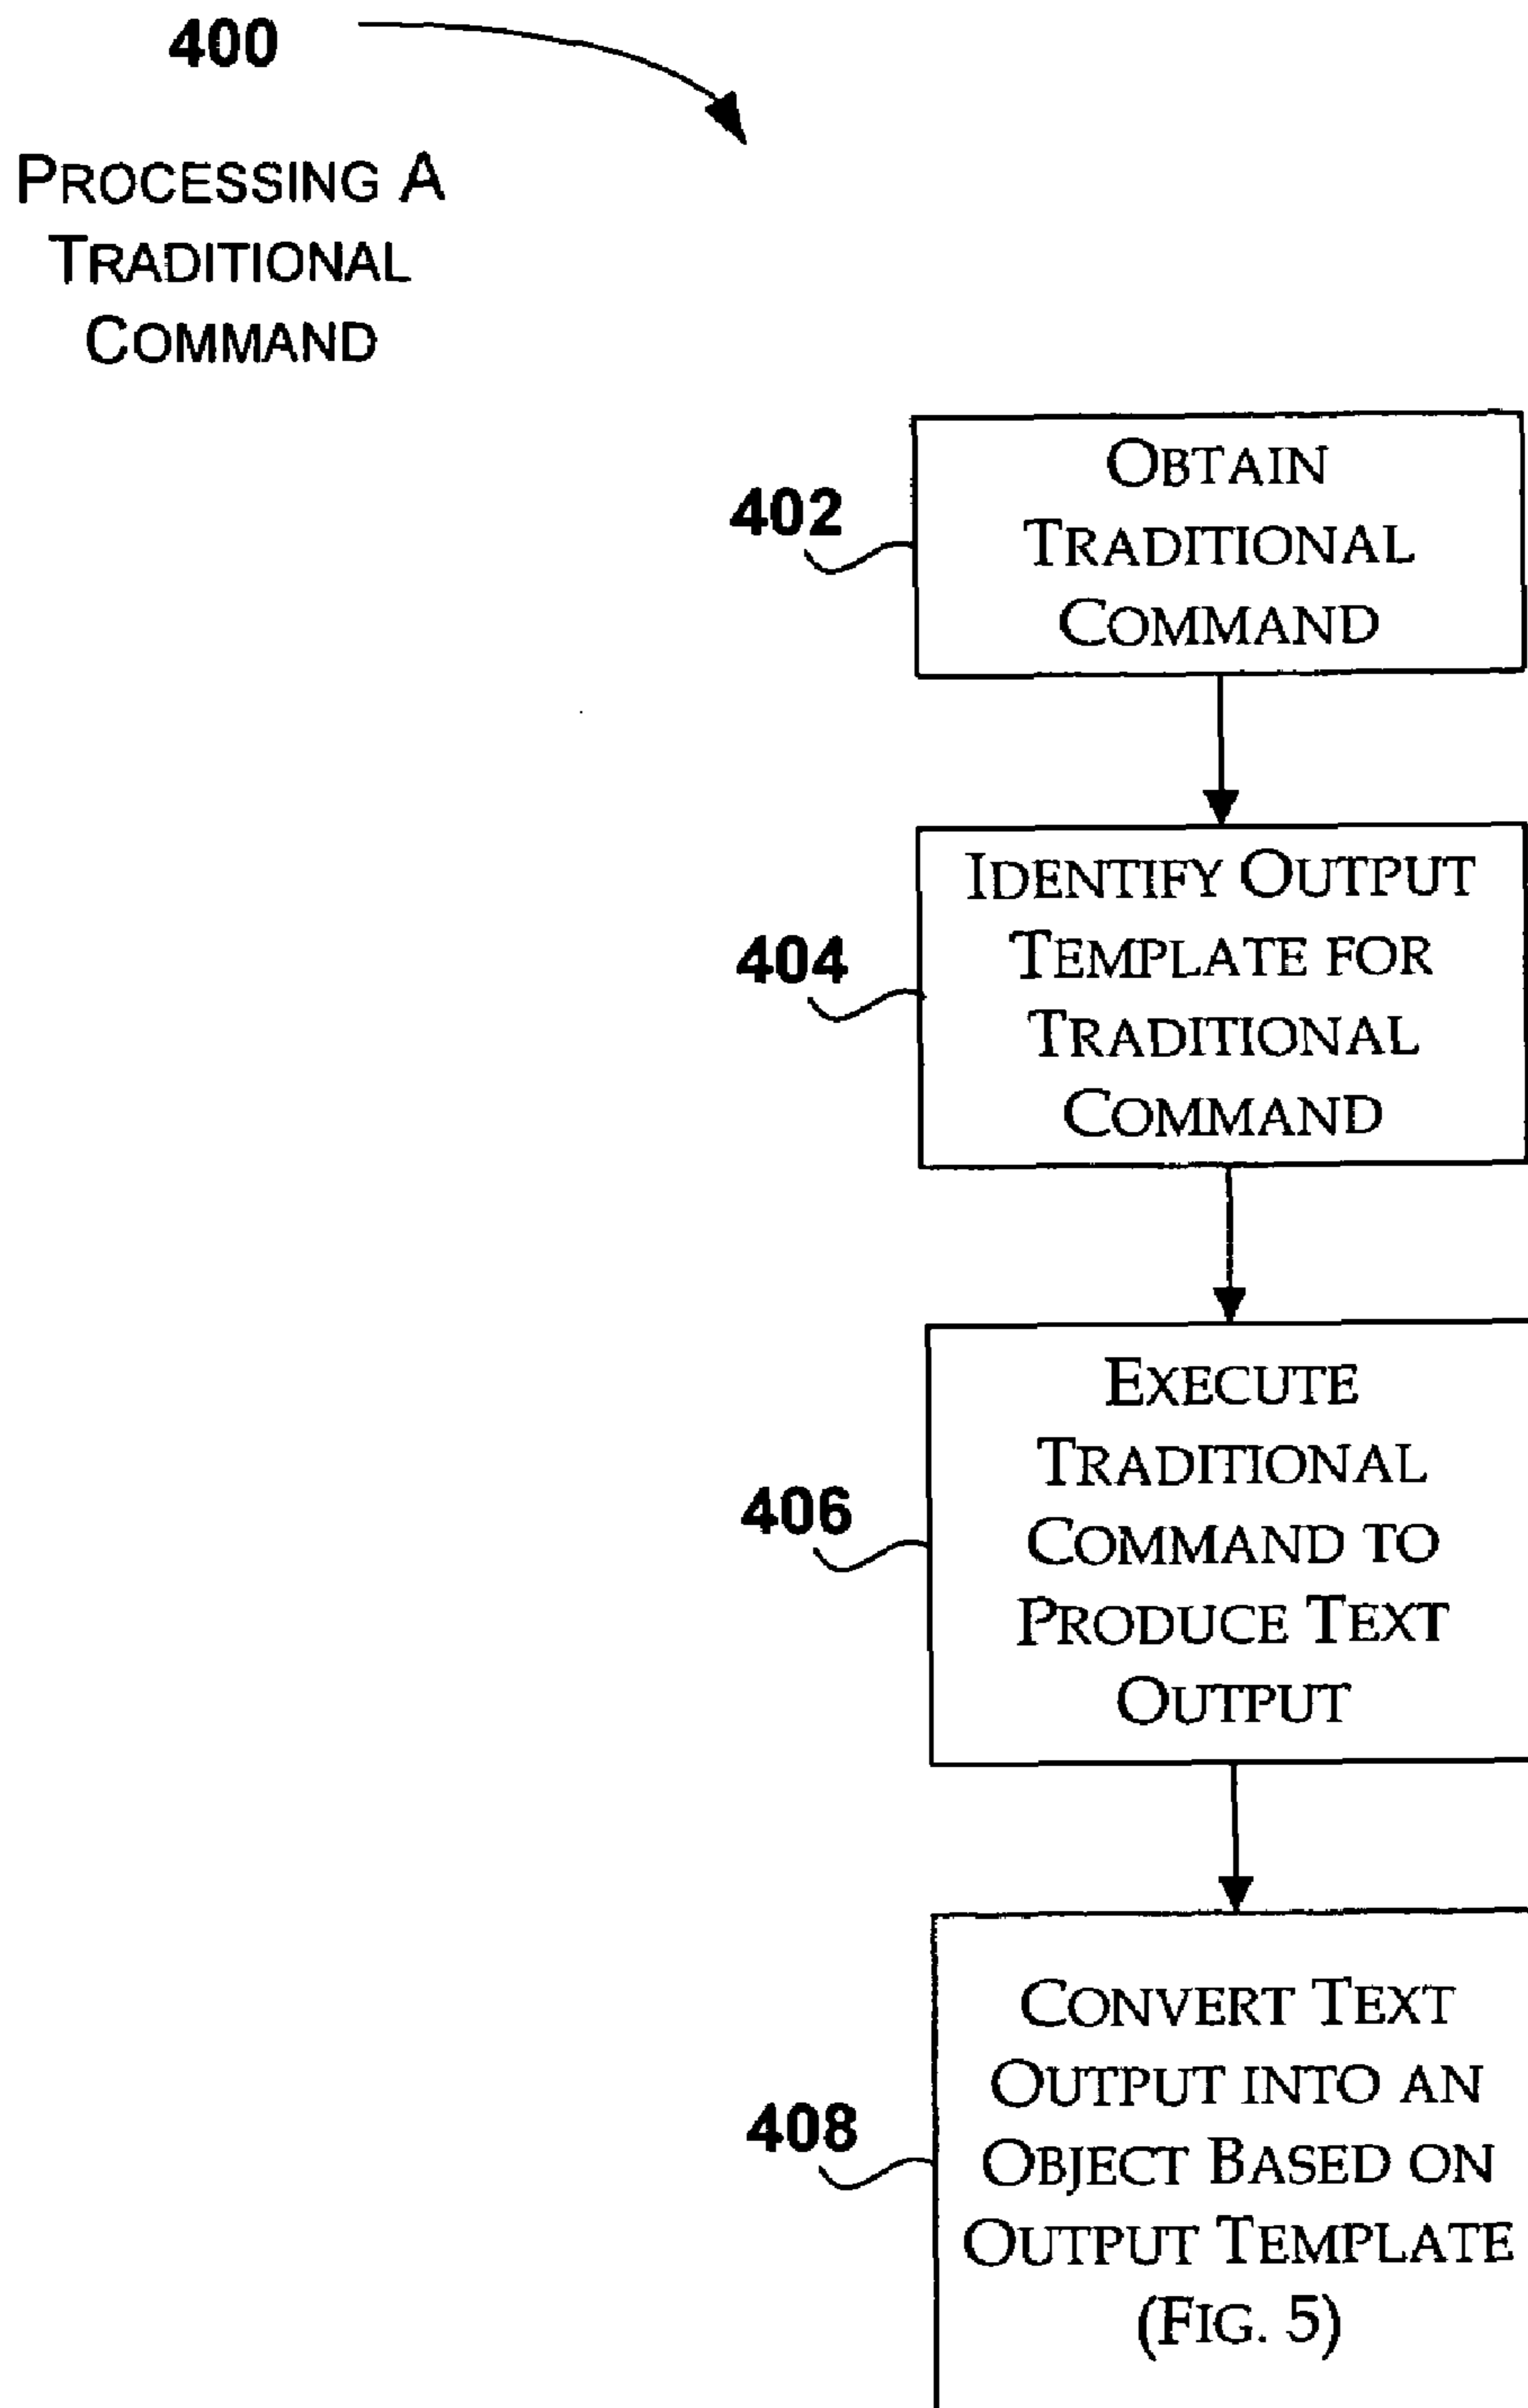 400
PROCESSING A
TRADITIONAL
COMMAND
402
OBTAIN
TRADITIONAL
COMMAND
404
IDENTIFY OUTPUT
TEMPLATE FOR
TRADITIONAL
COMMAND
406
EXECUTE
TRADITIONAL
COMMAND TO
PRODUCE TEXT
OUTPUT
408
CONVERT TEXT
OUTPUT INTO AN
OBJECT BASED ON
OUTPUT TEMPLATE
(FIG. 5)